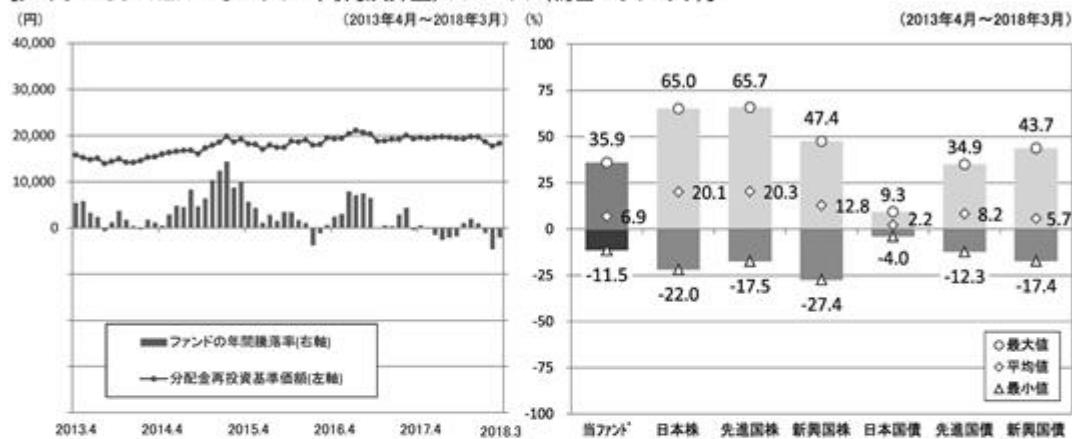 (円)
(2013年4月～2018年3月)
40,000
30,000
20,000
10,000
0
ファンドの年間騰落率(右軸)
分配金再投資基準価額(左軸)
2013.4 2014.4 2015.4 2016.4 2017.4 2018.3
(%)
(2013年4月～2018年3月)
100
75
50
25
0
-25
-50
-75
-100
35.9 65.0 65.7 47.4 9.3 34.9 43.7
6.9 20.1 20.3 12.8 2.2 8.2 5.7
-11.5 -22.0 -17.5 -27.4 -4.0 -12.3 -17.4
最大値
平均値
最小値
当ファンド 日本株 先進国株 新興国株 日本国債 先進国債 新興国債